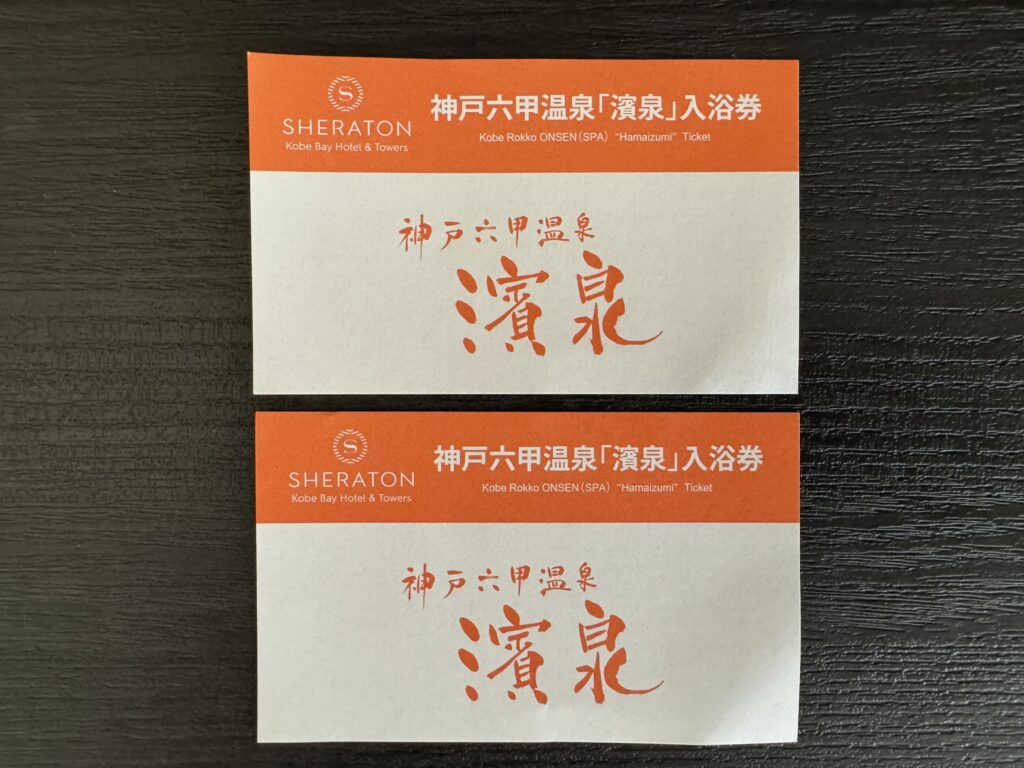 S
SHERATON
Kobe Bay Hotel & Towers
神戸六甲温泉「濱泉」入浴券
Kobe Rokko ONSEN(SPA) "Hamaizumi" Ticket
神戸六甲温泉
濱泉
S
SHERATON
Kobe Bay Hotel & Towers
神戸六甲温泉「濱泉」入浴券
Kobe Rokko ONSEN(SPA) "Hamaizumi" Ticket
神戸六甲温泉
濱泉